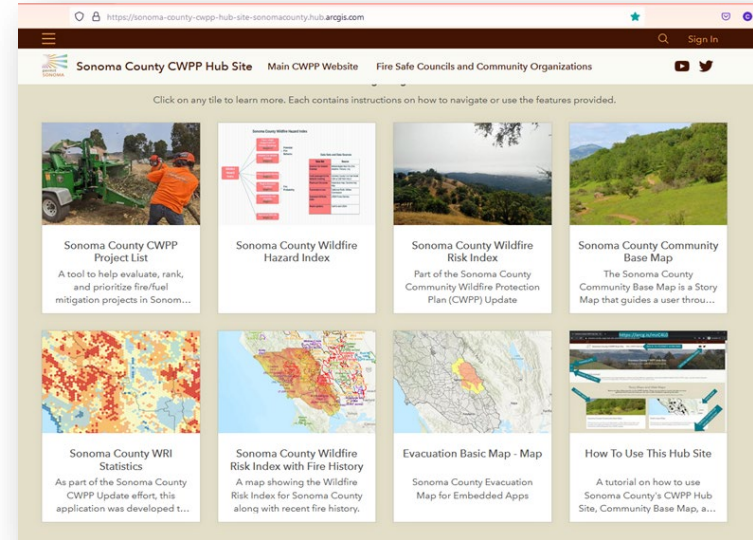 https://sonoma-county-cwpp-hub-site-sonomacounty.hub.arcgis.com
Sign In
SONOMA
Sonoma County CWPP Hub Site
Main CWPP Website
Fire Safe Councils and Community Organizations
Click on any tile to learn more. Each contains instructions on how to navigate or use the features provided.
Sonoma County Wildfire Hazard Index
Sonoma County CWPP
Project List
A tool to help evaluate, rank,
and prioritize fire/fuel
mitigation projects in Sonom...
Sonoma County Wildfire
Hazard Index
Sonoma County Wildfire
Risk Index
Part of the Sonoma County
Community Wildfire Protection
Plan (CWPP) Update
Sonoma County Community
Base Map
The Sonoma County
Community Base Map is a Story
Map that guides a user throu...
Sonoma County WRI
Statistics
As part of the Sonoma County
CWPP Update effort, this
application was developed t...
Sonoma County Wildfire
Risk Index with Fire History
A map showing the Wildfire
Risk Index for Sonoma County
along with recent fire history.
Evacuation Basic Map - Map
Sonoma County Evacuation
Map for Embedded Apps
How To Use This Hub Site
A tutorial on how to use
Sonoma County's CWPP Hub
Site, Community Base Map, a...